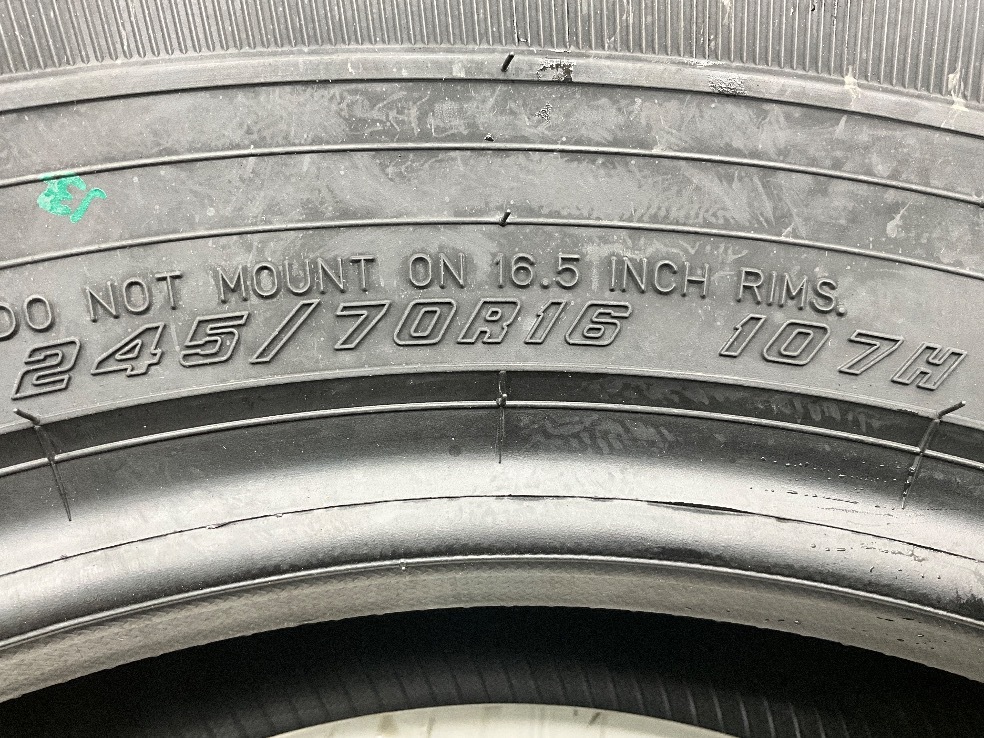 DO NOT MOUNT ON 16.5 INCH RIMS.
245/70R16 107H